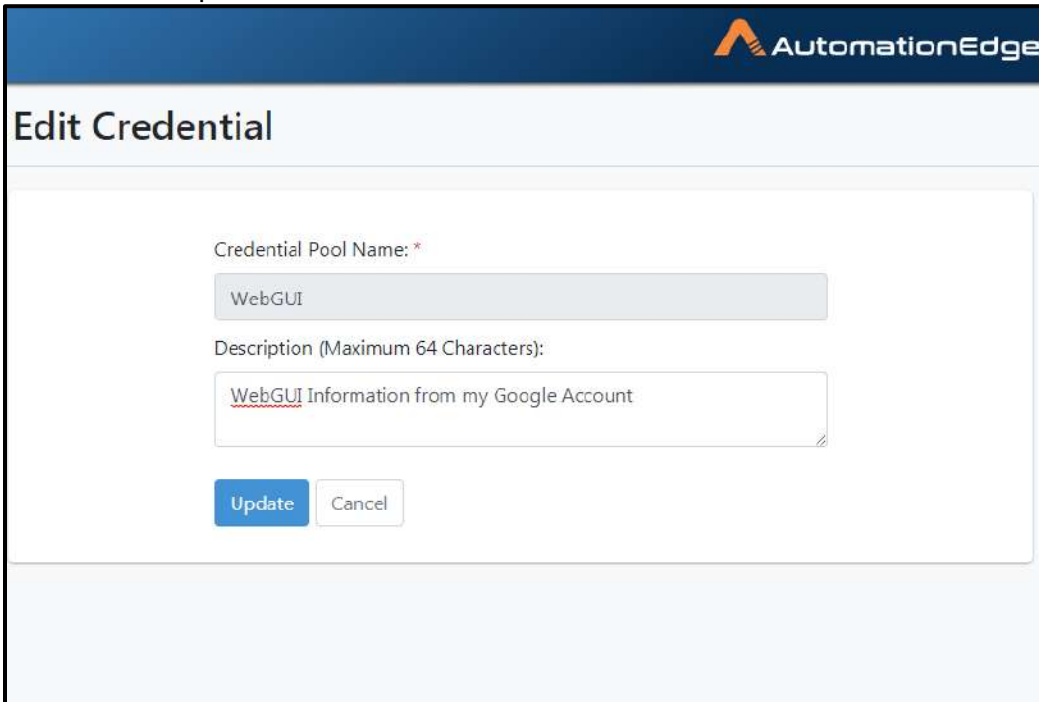 AutomationEdge
Edit Credential
Credential Pool Name: *
WebGUI
Description (Maximum 64 Characters):
WebGUI Information from my Google Account
Update Cancel